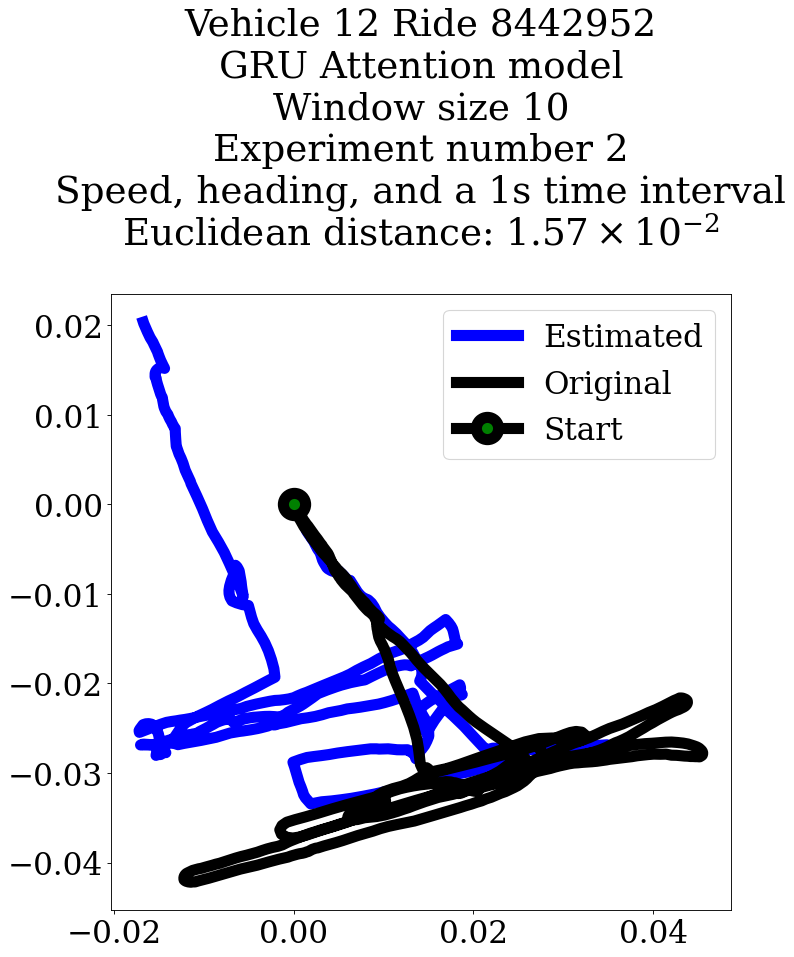 Vehicle 12 Ride 8442952
GRU Attention model
Window size 10
Experiment number 2
Speed, heading, and a 1s time interval
Euclidean distance: 1.57 × 10⁻²
Estimated
Original
Start
0.02
0.01
0.00
−0.01
−0.02
−0.03
−0.04
−0.02
0.00
0.02
0.04